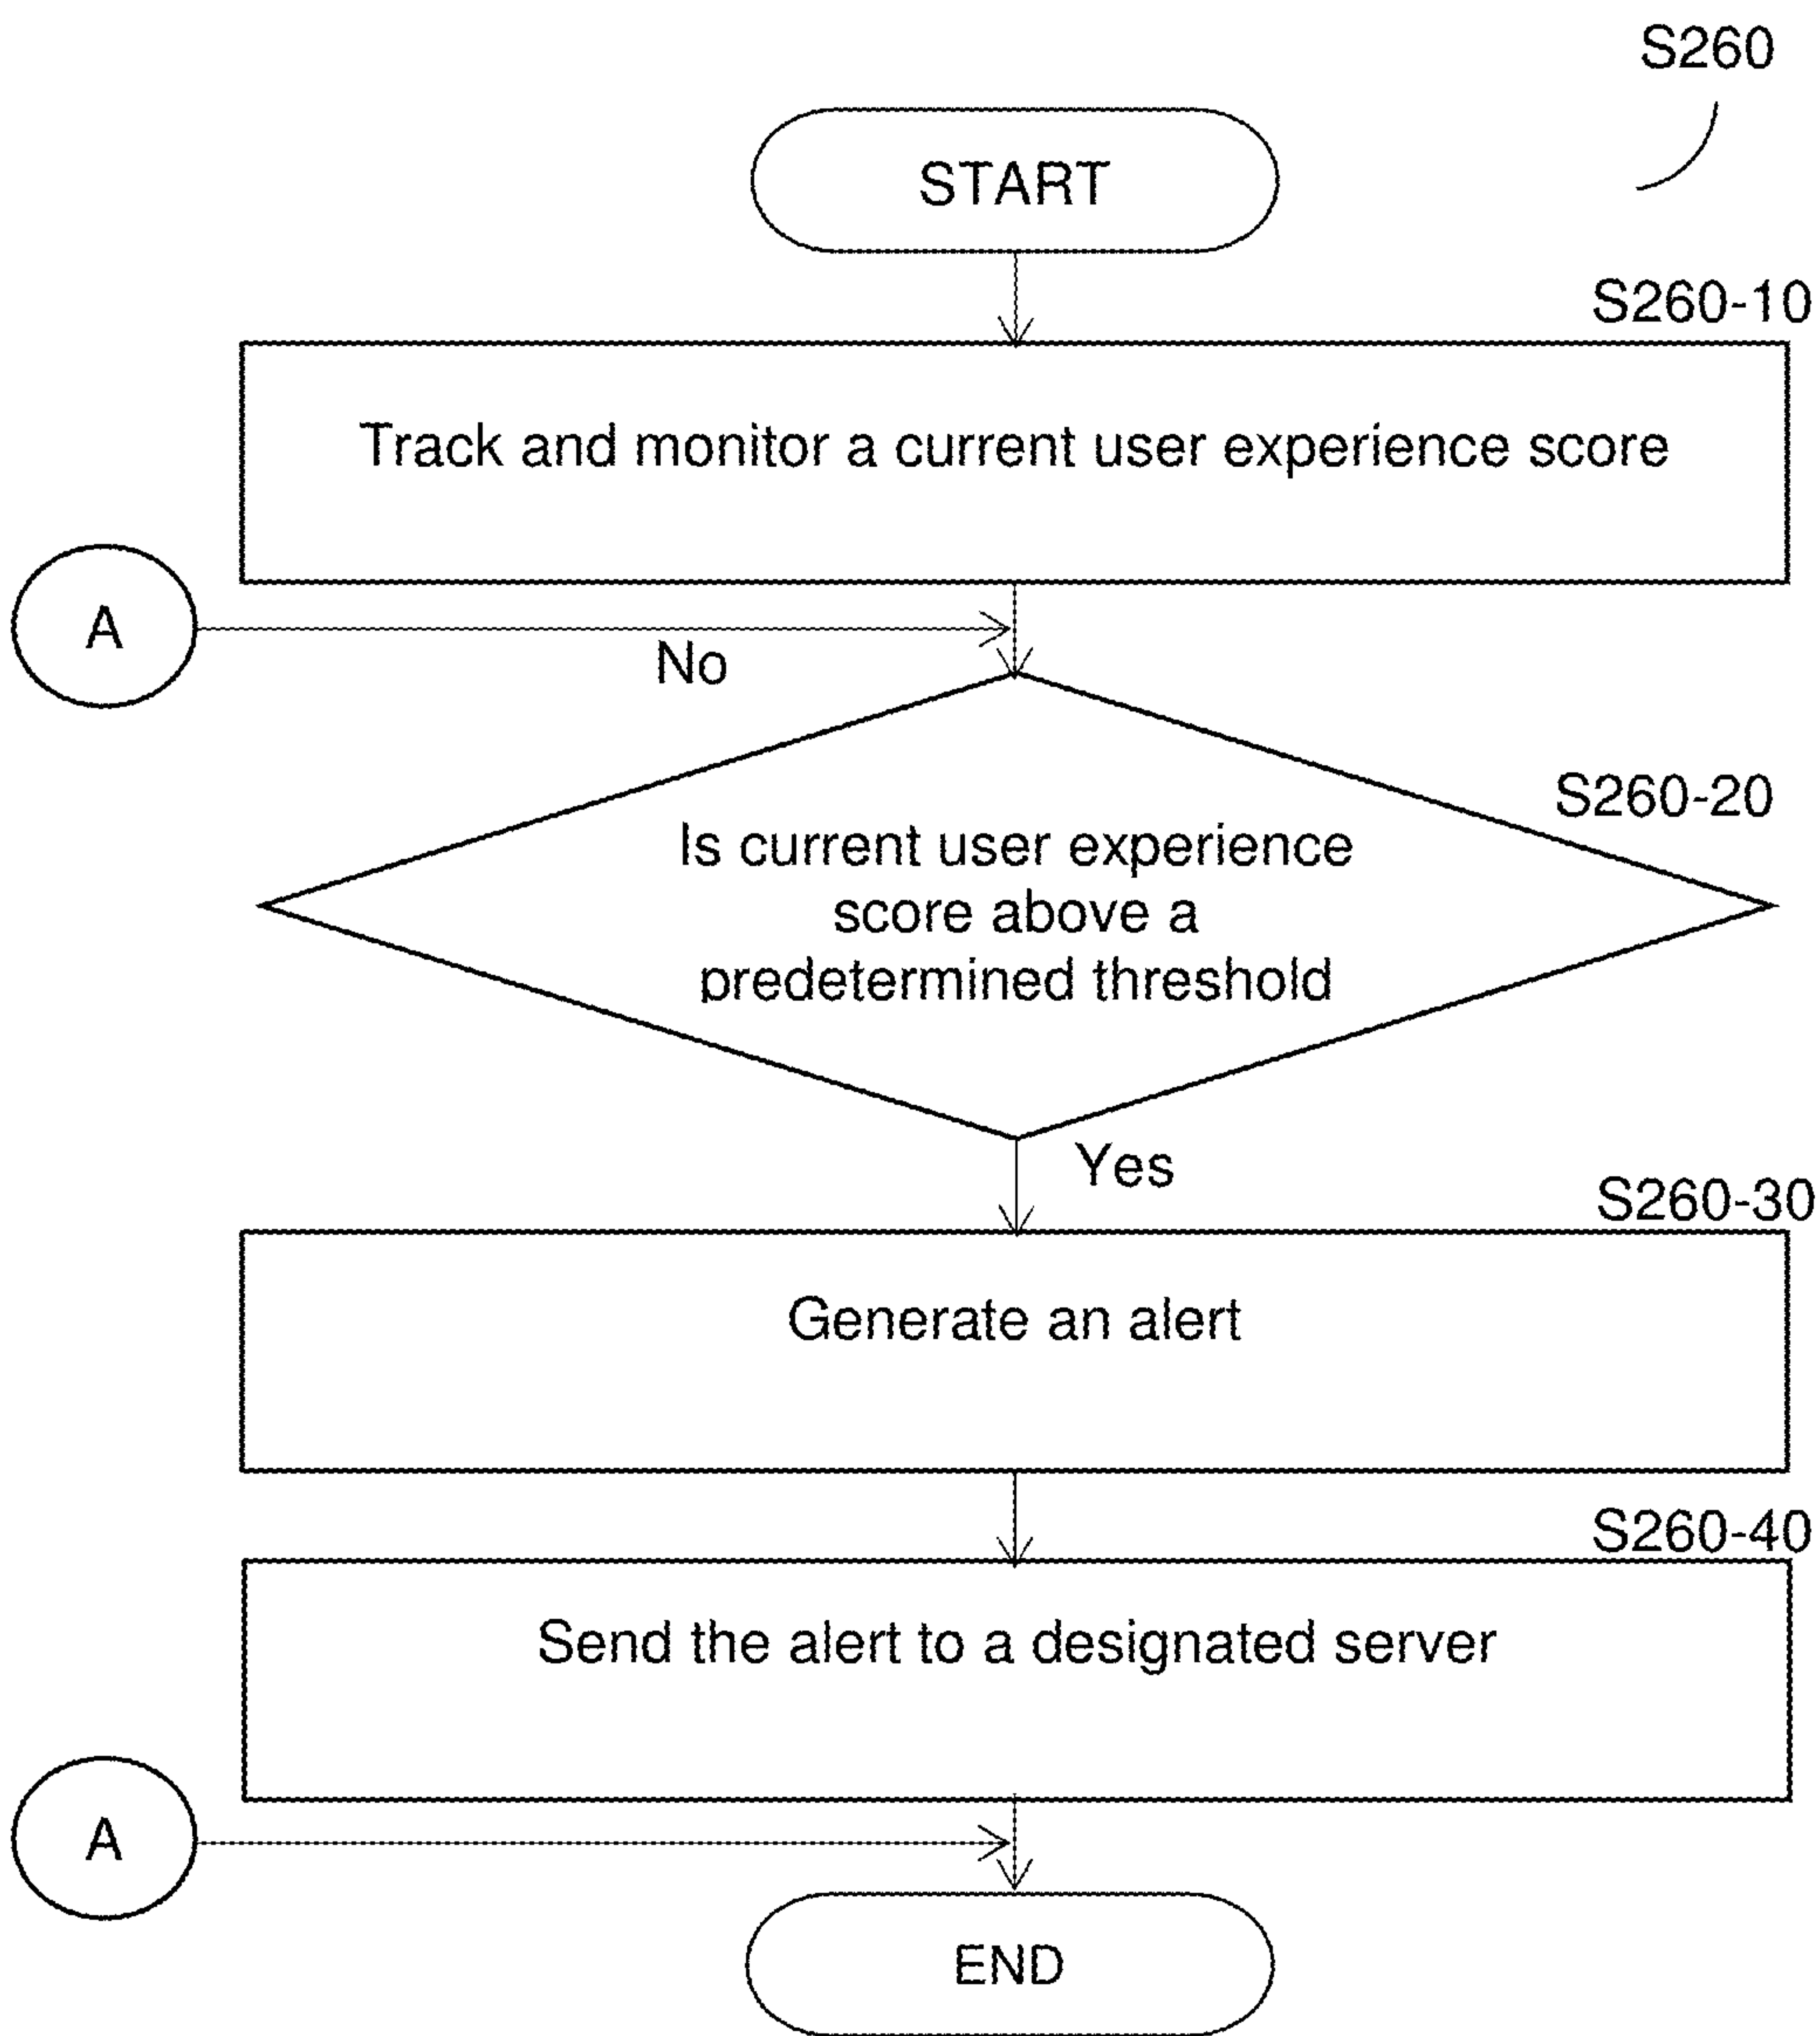 S260
START
S260-10
Track and monitor a current user experience score
A
No
S260-20
Is current user experience
score above a
predetermined threshold
Yes
S260-30
Generate an alert
S260-40
Send the alert to a designated server
A
END